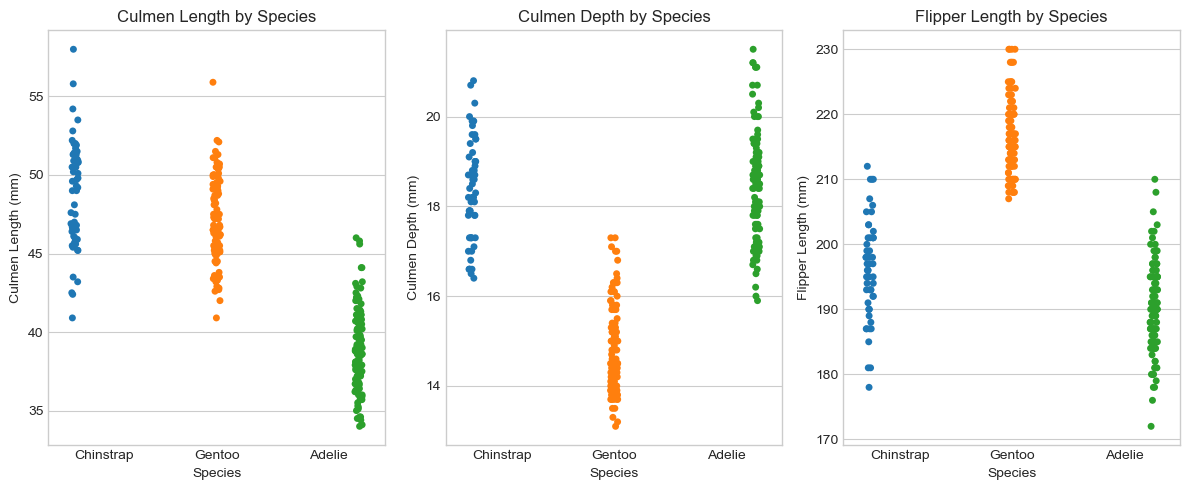 Culmen Length by Species
Culmen Length (mm)
55
50
45
40
35
Chinstrap Gentoo Adelie
Species
Culmen Depth by Species
Culmen Depth (mm)
20
18
16
14
Chinstrap Gentoo Adelie
Species
Flipper Length by Species
Flipper Length (mm)
230
220
210
200
190
180
170
Chinstrap Gentoo Adelie
Species